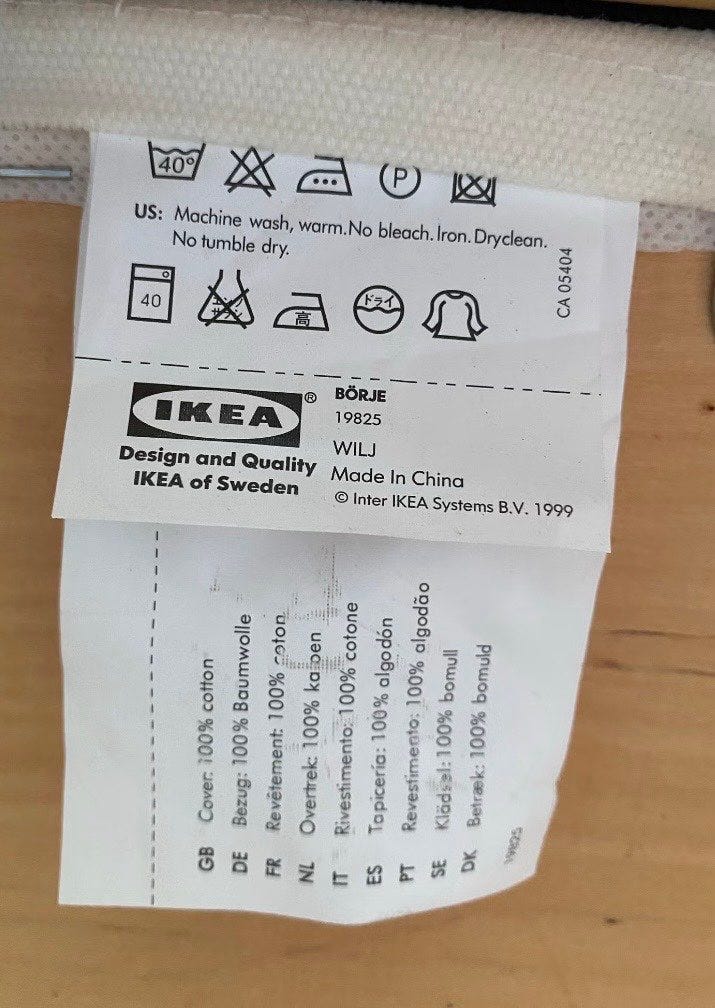 40°
P
US: Machine wash, warm.No bleach.Iron.Dryclean.
No tumble dry.
CA 05404
40
高
ドライ
IKEA®
Design and Quality
IKEA of Sweden
BÖRJE
19825
WILJ
Made In China
© Inter IKEA Systems B.V. 1999
GB Cover: 100% cotton
DE Bezug: 100% Baumwolle
FR Revêtement: 100% coton
NL Overtrek: 100% katoen
IT Rivestimento: 100% cotone
ES Tapicería: 100% algodón
PT Revestimento: 100% algodão
SE Klädsel: 100% bomull
DK Betræk: 100% bomuld
19825